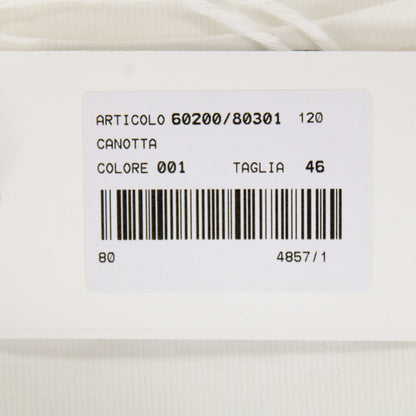 ARTICOLO 60200/80301 120
CANOTTA
COLORE 001 TAGLIA 46
80 4857/1